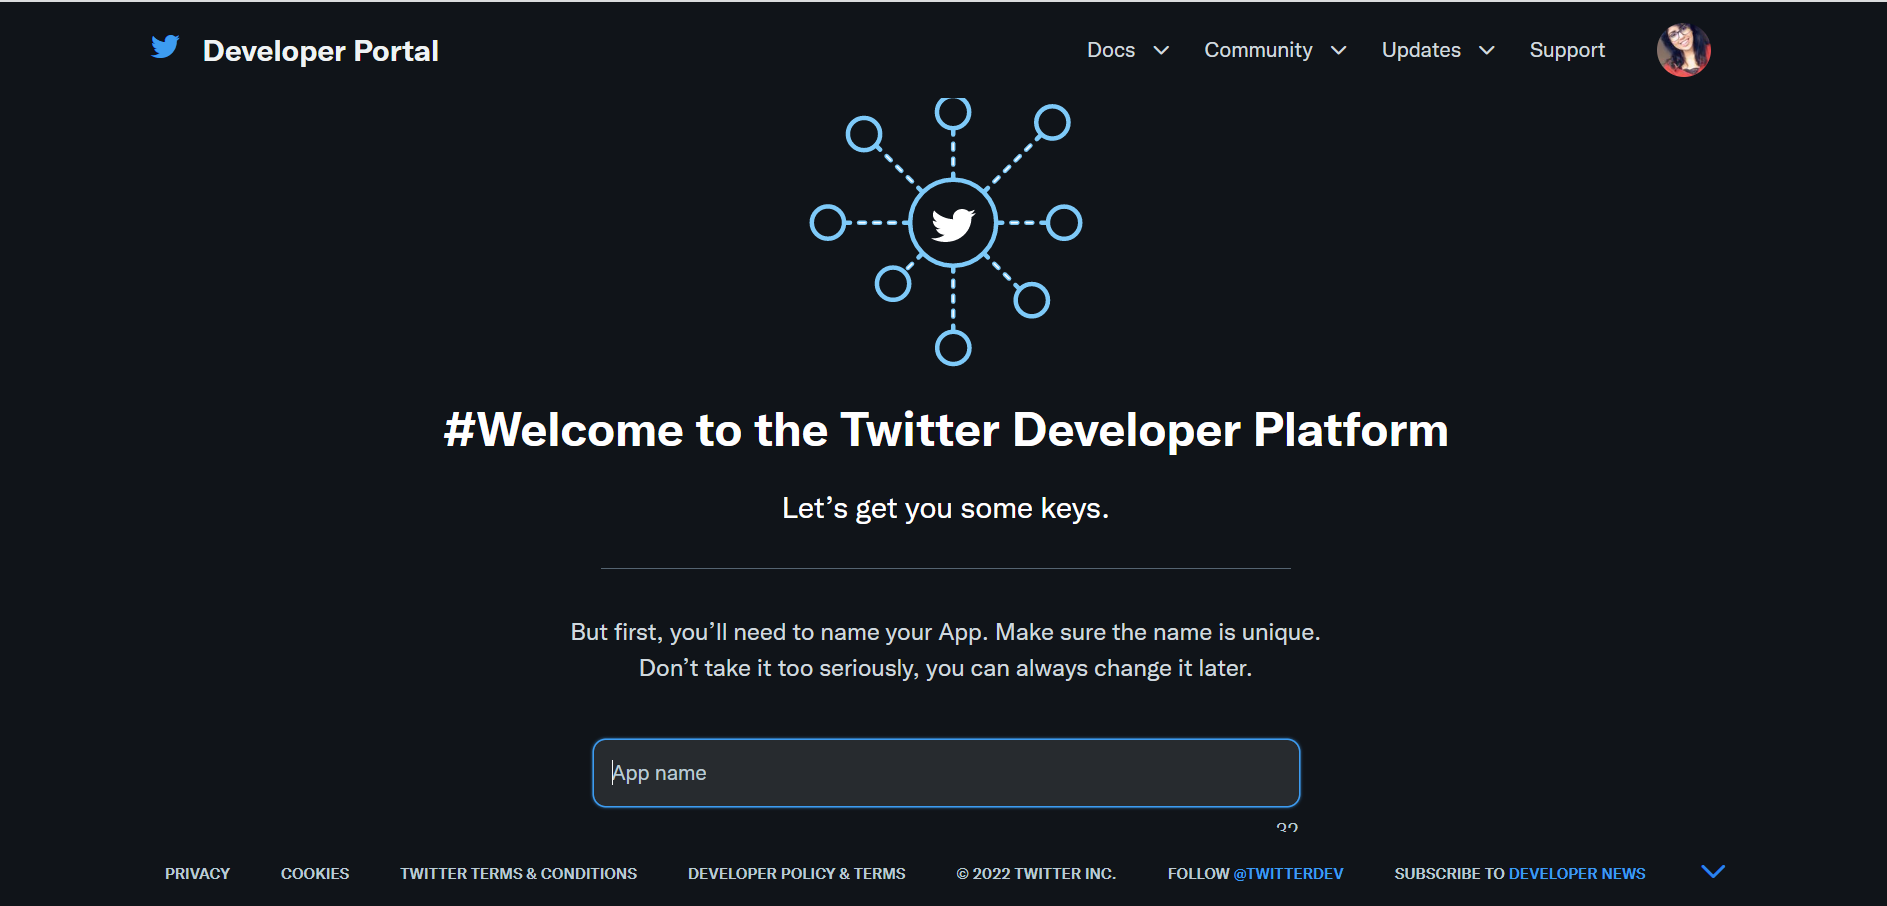 Developer Portal
Docs
Community
Updates
Support
#Welcome to the Twitter Developer Platform
Let’s get you some keys.
But first, you’ll need to name your App. Make sure the name is unique.
Don’t take it too seriously, you can always change it later.
App name
32
PRIVACY
COOKIES
TWITTER TERMS & CONDITIONS
DEVELOPER POLICY & TERMS
© 2022 TWITTER INC.
FOLLOW @TWITTERDEV
SUBSCRIBE TO DEVELOPER NEWS